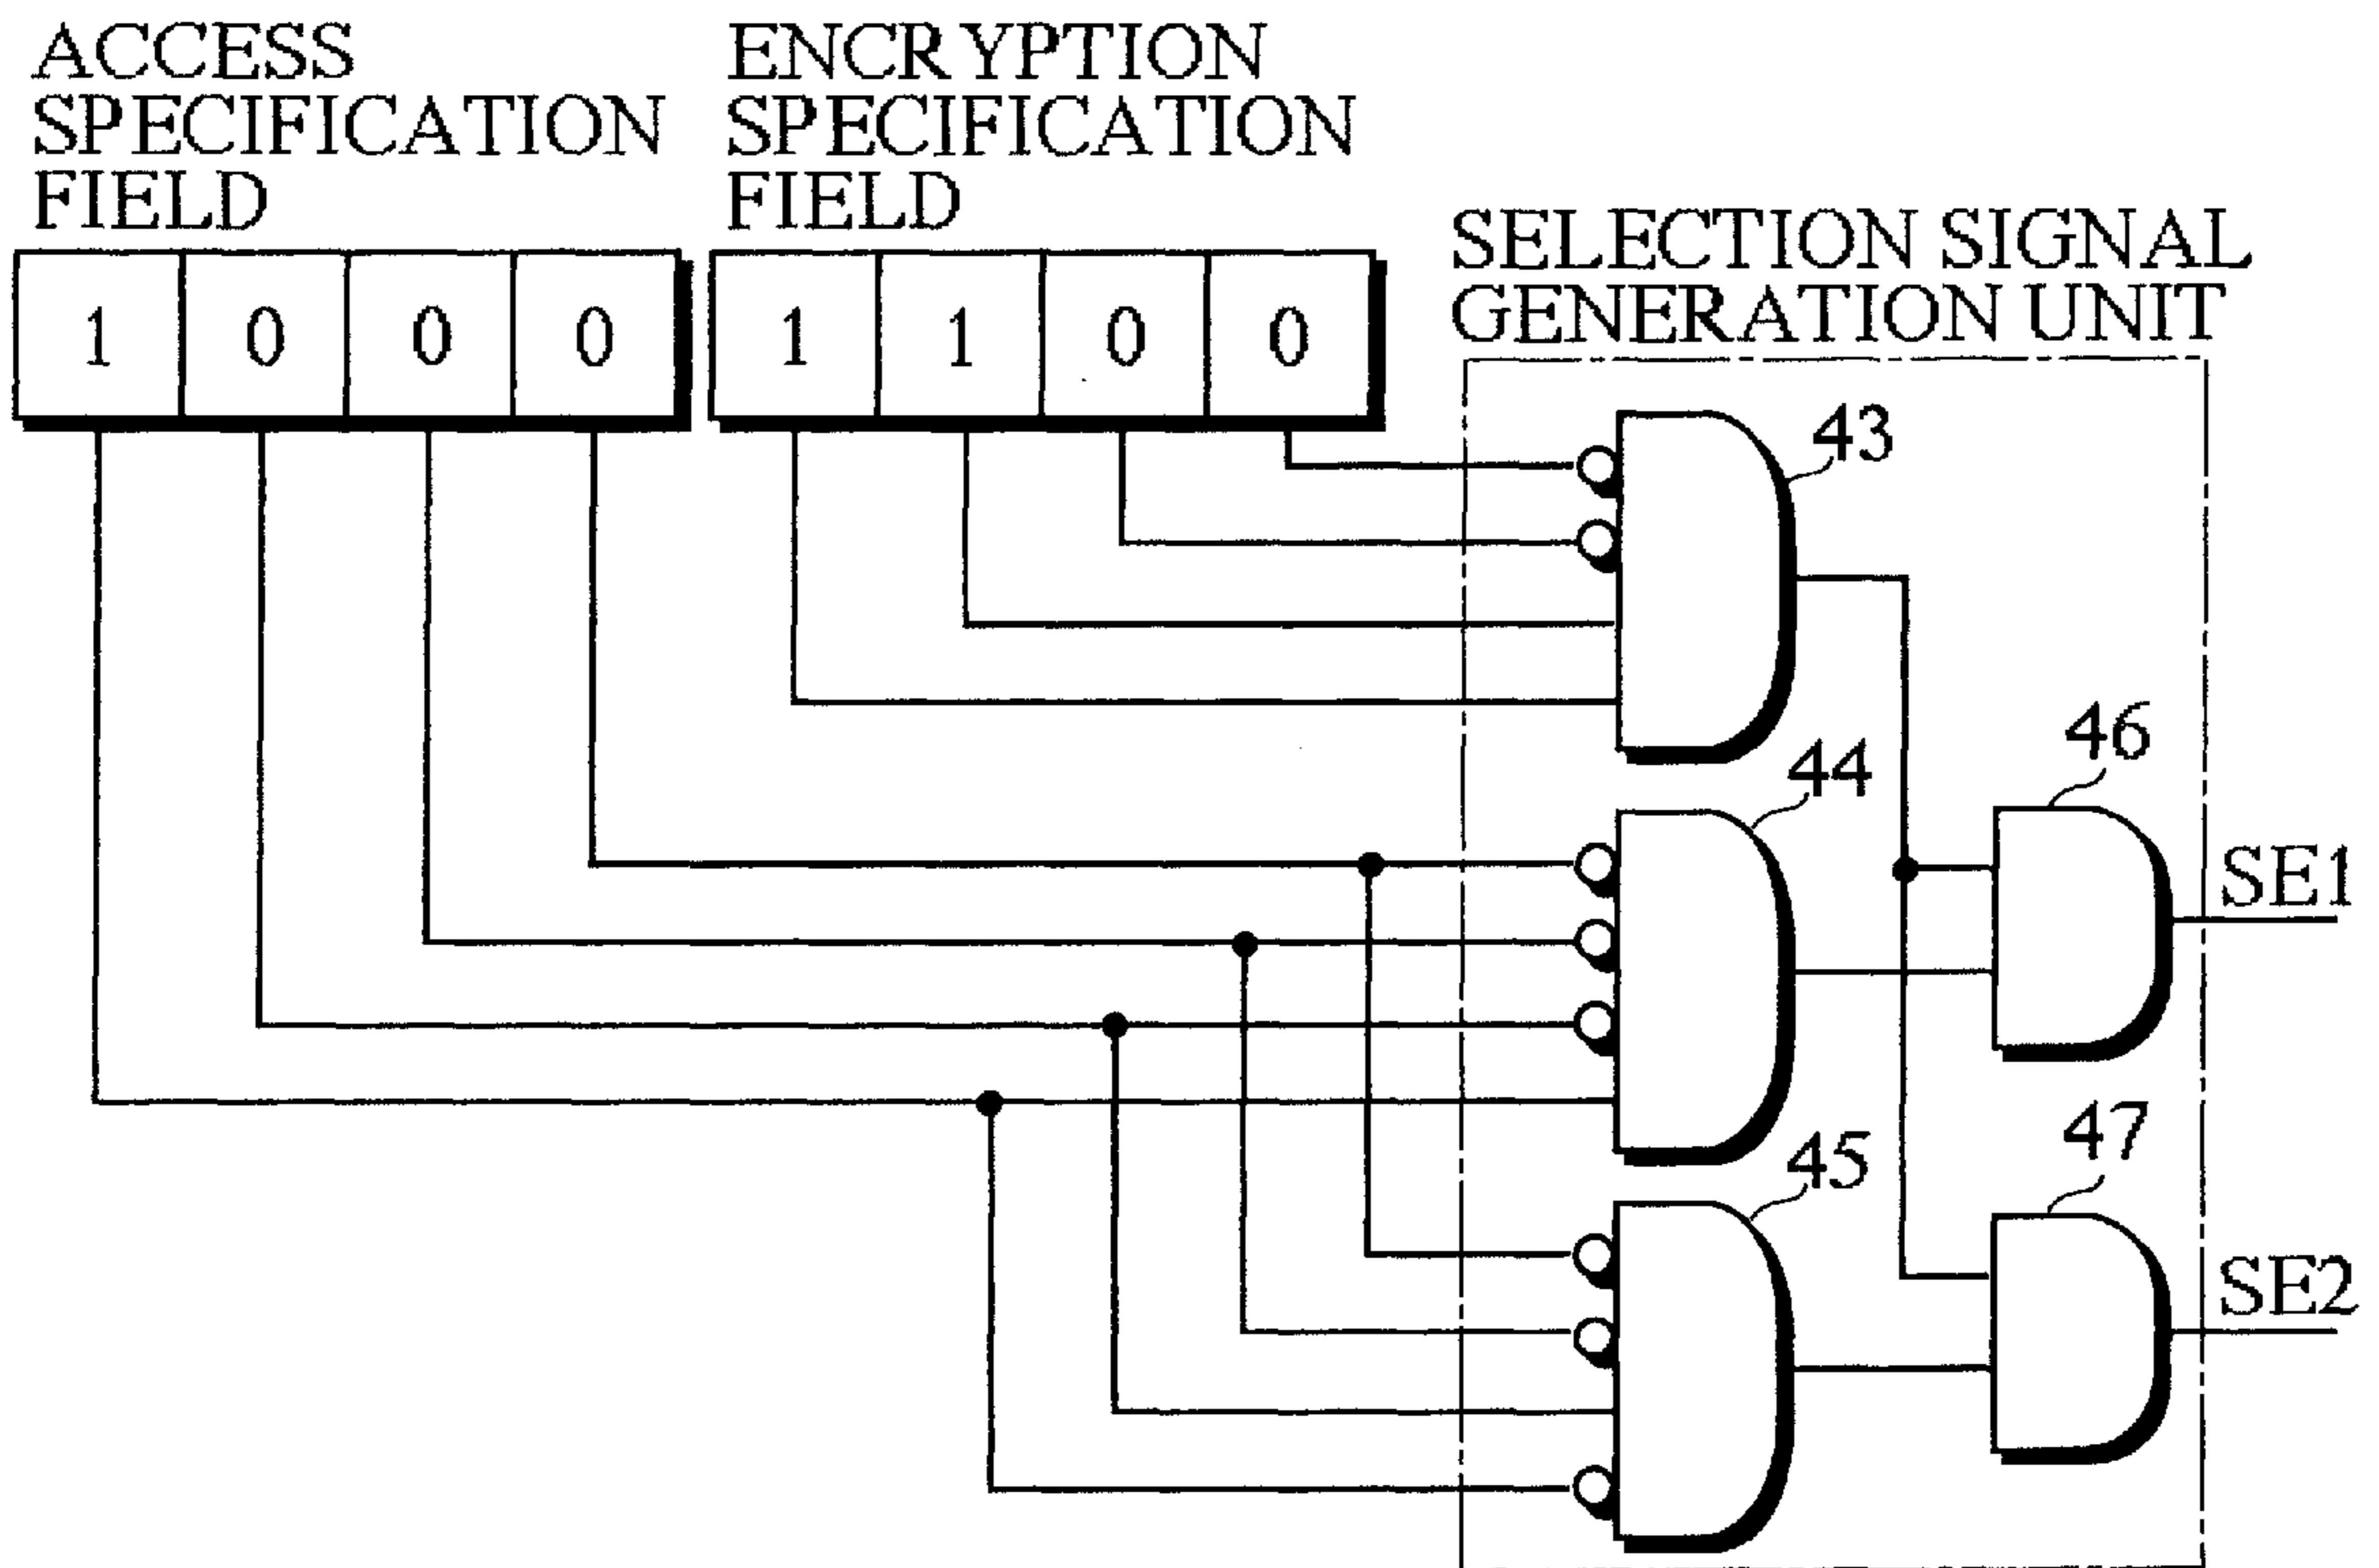 ACCESS
SPECIFICATION
FIELD
ENCRYPTION
SPECIFICATION
FIELD
SELECTION SIGNAL
GENERATION UNIT
1 0 0 0
1 1 0 0
43
44
45
46
47
SE1
SE2